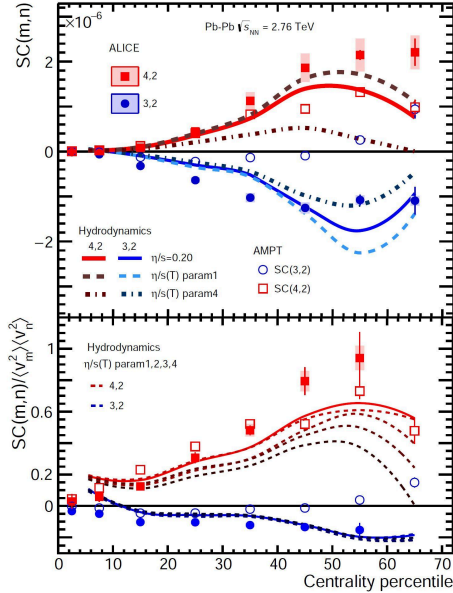 ×10⁻⁶
Pb-Pb √sNN = 2.76 TeV
SC(m,n)
2
0
−2
ALICE
4,2
3,2
Hydrodynamics
4,2 3,2
η/s=0.20
η/s(T) param1
η/s(T) param4
AMPT
SC(3,2)
SC(4,2)
SC(m,n)/⟨v²m⟩⟨v²n⟩
1
0.6
0.2
0
Hydrodynamics
η/s(T) param1,2,3,4
4,2
3,2
0 10 20 30 40 50 60 70
Centrality percentile